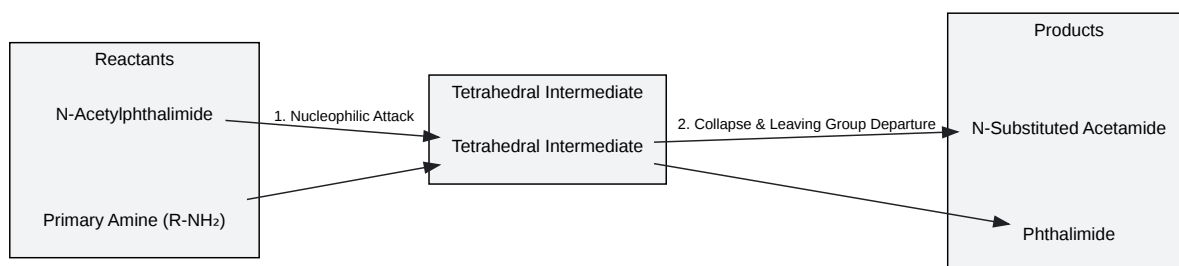 Reactants
N-Acetylphthalimide
Primary Amine (R-NH₂)
1. Nucleophilic Attack
Tetrahedral Intermediate
Tetrahedral Intermediate
2. Collapse & Leaving Group Departure
Products
N-Substituted Acetamide
Phthalimide